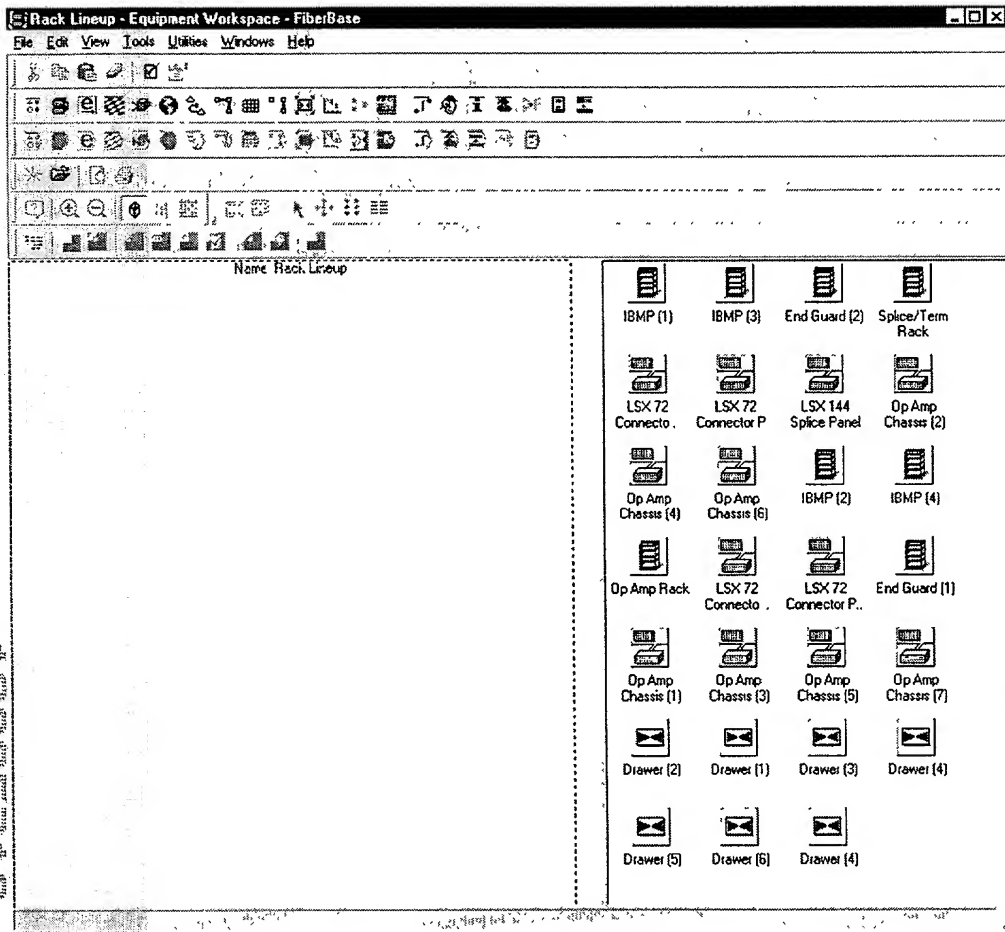 Rack Lineup - Equipment Workspace - FiberBase
File Edit View Tools Utilities Windows Help
Name Rack Lineup
IBMP (1) IBMP (3) End Guard (2) Splice/Term
Rack
LSX 72 LSX 72 LSX 144 Op Amp
Connecto . Connector P Splice Panel Chassis (2)
Op Amp Op Amp IBMP (2) IBMP (4)
Chassis (4) Chassis (6)
Op Amp Rack LSX 72 LSX 72 End Guard (1)
Connecto . Connector P..
Op Amp Op Amp Op Amp Op Amp
Chassis (1) Chassis (3) Chassis (5) Chassis (7)
Drawer (2) Drawer (1) Drawer (3) Drawer (4)
Drawer (5) Drawer (6) Drawer (4)